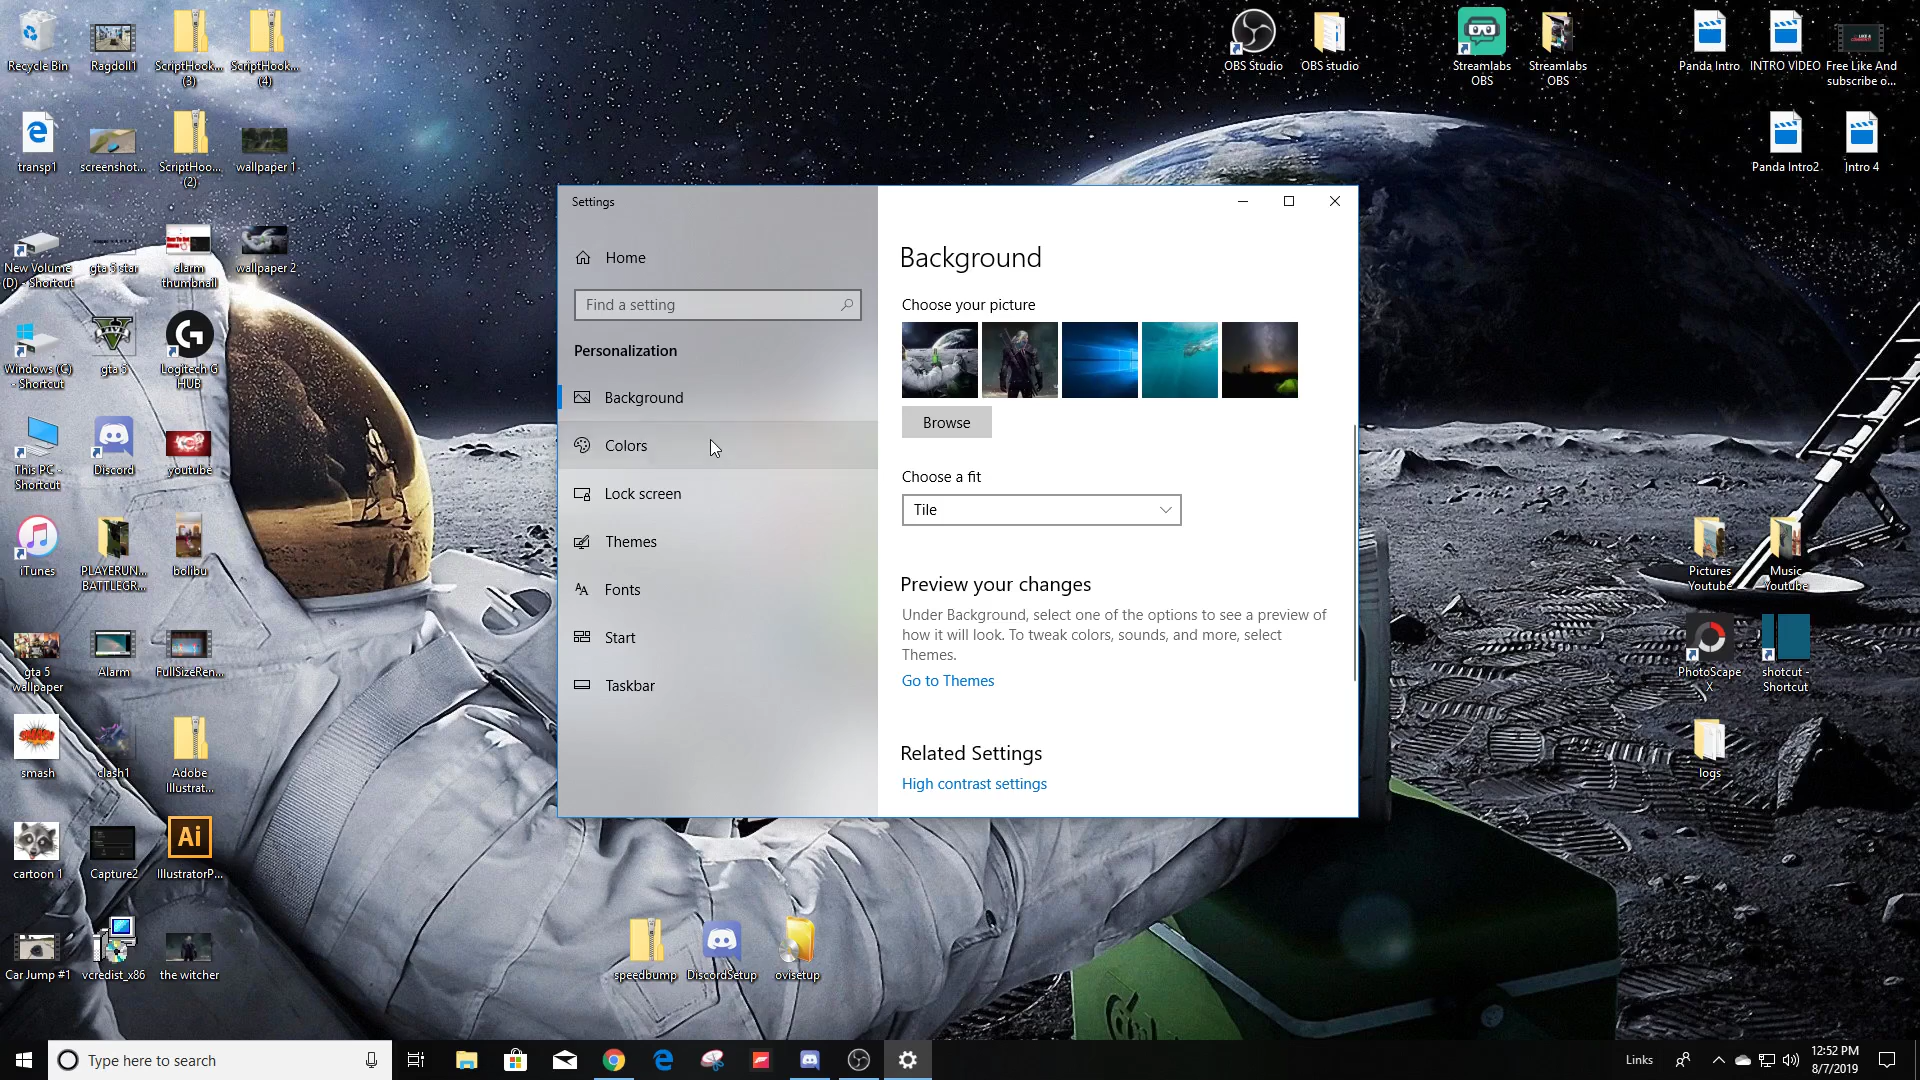 Recycle Bin
Ragdoll1
ScriptHook...
(3)
ScriptHook...
(4)
OBS Studio
OBS studio
Streamlabs
OBS
Streamlabs
OBS
Panda Intro
INTRO VIDEO
Free Like And
subscribe o...
transp1
screenshot...
ScriptHoo...
(2)
wallpaper 1
Panda Intro2
Intro 4
New Volume
(D) - Shortcut
gta 5 star
alarm
thumbnail
wallpaper 2
Windows (C)
- Shortcut
gta 5
Logitech G
HUB
This PC -
Shortcut
Discord
youtube
iTunes
PLAYERUN...
BATTLEGR...
bolibu
Pictures
Youtube
Music
Youtube
gta 5
wallpaper
Alarm
FullSizeRen...
PhotoScape
X
shotcut -
Shortcut
smash
clash1
Adobe
Illustrat...
logs
cartoon 1
Capture2
Ai
IllustratorP...
Car Jump #1
vcredist_x86
the witcher
speedbump
DiscordSetup
ovisetup
Settings
Home
Find a setting
Personalization
Background
Colors
Lock screen
Themes
Fonts
Start
Taskbar
Background
Choose your picture
Browse
Choose a fit
Tile
Preview your changes
Under Background, select one of the options to see a preview of
how it will look. To tweak colors, sounds, and more, select
Themes.
Go to Themes
Related Settings
High contrast settings
Type here to search
Links
12:52 PM
8/7/2019